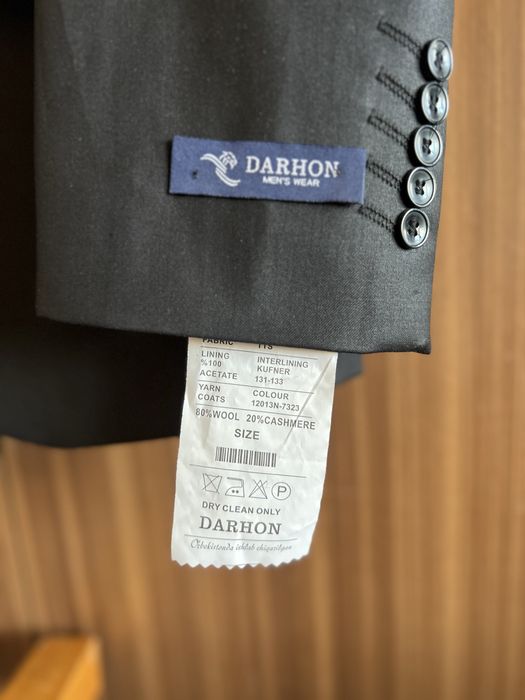 DARHON
MEN'S WEAR
FABRIC TTS
LINING INTERLINING
%100 KUFNER
ACETATE 131-133
YARN COLOUR
COATS 12013N-7323
80%WOOL 20%CASHMERE
SIZE
P
DRY CLEAN ONLY
DARHON
O'zbekistonda ishlab chiqarilgan